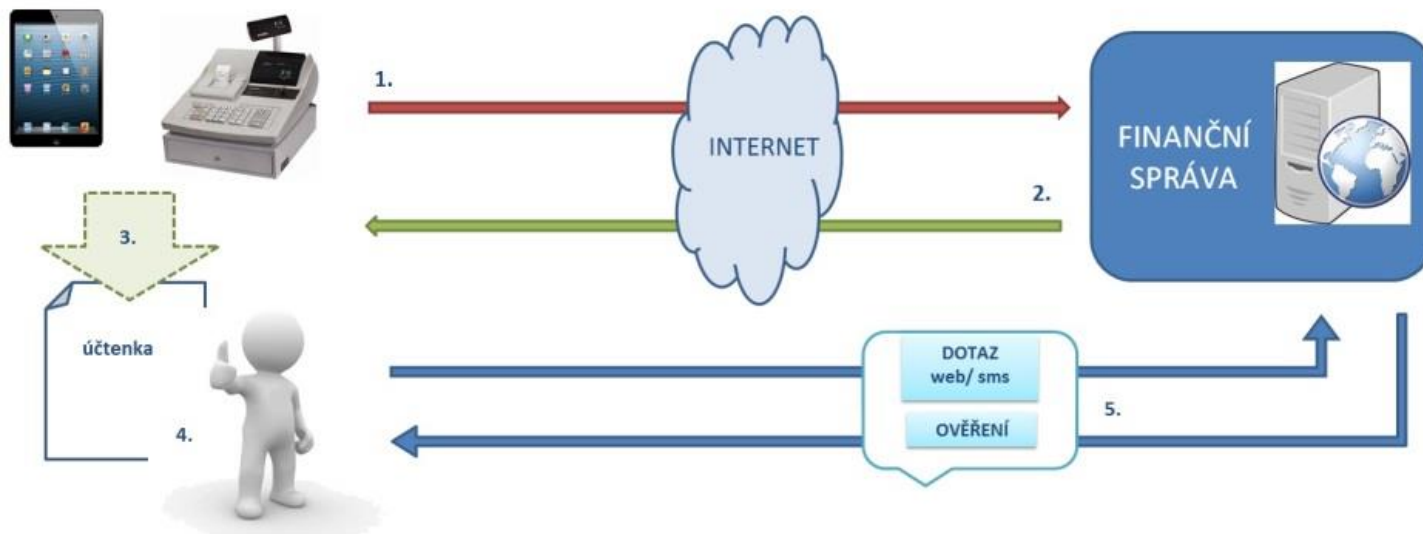 1.
INTERNET
FINANČNÍ
SPRÁVA
2.
3.
účtenka
4.
DOTAZ
web/ sms
OVĚŘENÍ
5.